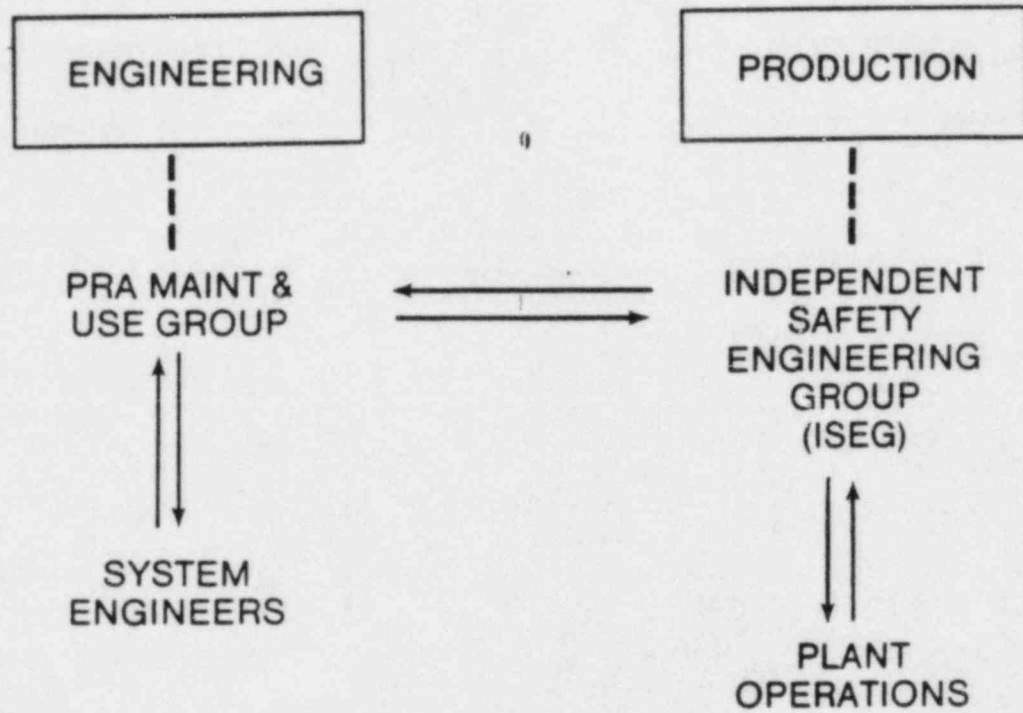 ENGINEERING
PRODUCTION
PRA MAINT &
USE GROUP
INDEPENDENT
SAFETY
ENGINEERING
GROUP
(ISEG)
SYSTEM
ENGINEERS
PLANT
OPERATIONS